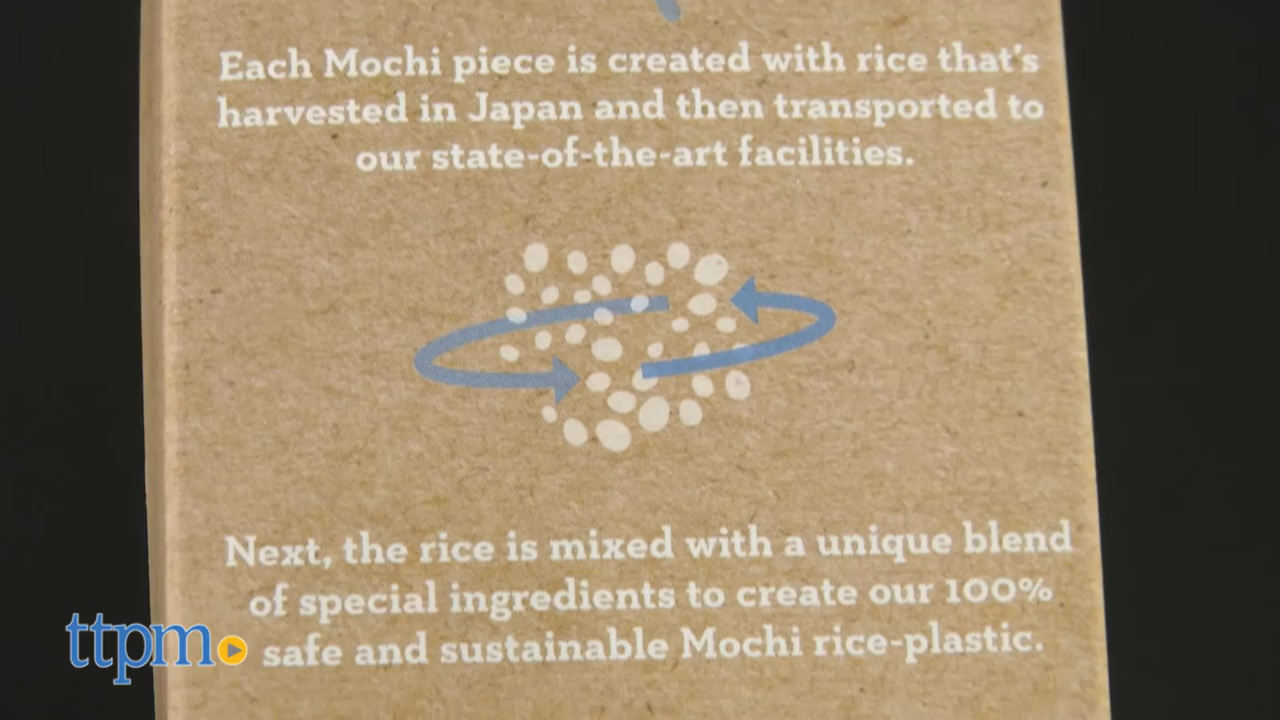 Each Mochi piece is created with rice that's
harvested in Japan and then transported to
our state-of-the-art facilities.
Next, the rice is mixed with a unique blend
of special ingredients to create our 100%
safe and sustainable Mochi rice-plastic.
ttpm